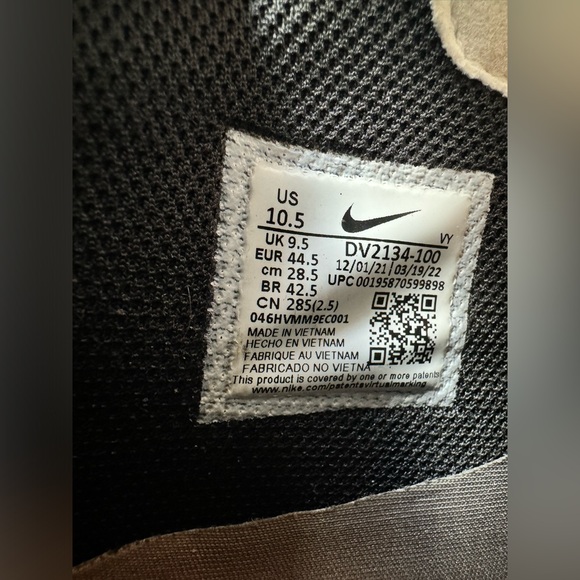 US
10.5
VY
UK 9.5
DV2134-100
EUR 44.5
12/01/21 | 03/19/22
cm 28.5
UPC 00195870599898
BR 42.5
CN 285(2.5)
046HVMM9EC001
MADE IN VIETNAM
HECHO EN VIETNAM
FABRIQUE AU VIETNAM
FABRICADO NO VIETNA
This product is covered by one or more patents
www.nike.com/patentsvirtualmarking